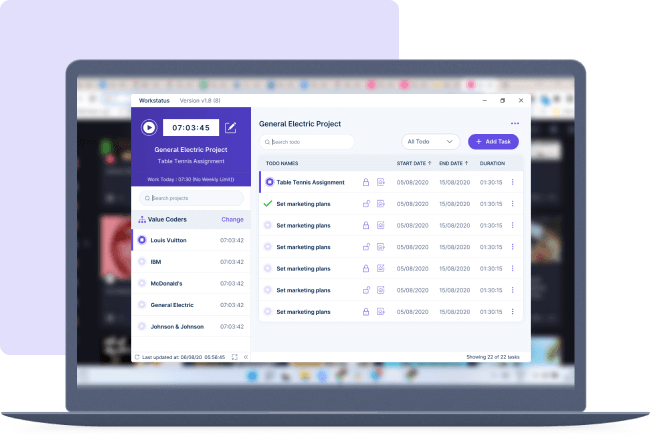 Workstatus Version v1.8 (8)
07:03:45
General Electric Project
Table Tennis Assignment
Work Today : 07:30 (No Weekly Limit)
Search projects
Value Coders Change
Louis Vuitton 07:03:42
IBM 07:03:42
McDonald's 07:03:42
General Electric 07:03:42
Johnson & Johnson 07:03:42
Last updated at: 06/08/20 05:56:45
General Electric Project
Search todo All Todo + Add Task
TODO NAMES START DATE ↑ END DATE ↑ DURATION
Table Tennis Assignment 05/08/2020 15/08/2020 01:30:15
Set marketing plans 05/08/2020 15/08/2020 01:30:15
Set marketing plans 05/08/2020 15/08/2020 01:30:15
Set marketing plans 05/08/2020 15/08/2020 01:30:15
Set marketing plans 05/08/2020 15/08/2020 01:30:15
Set marketing plans 05/08/2020 15/08/2020 01:30:15
Set marketing plans 05/08/2020 15/08/2020 01:30:15
Showing 22 of 22 tasks